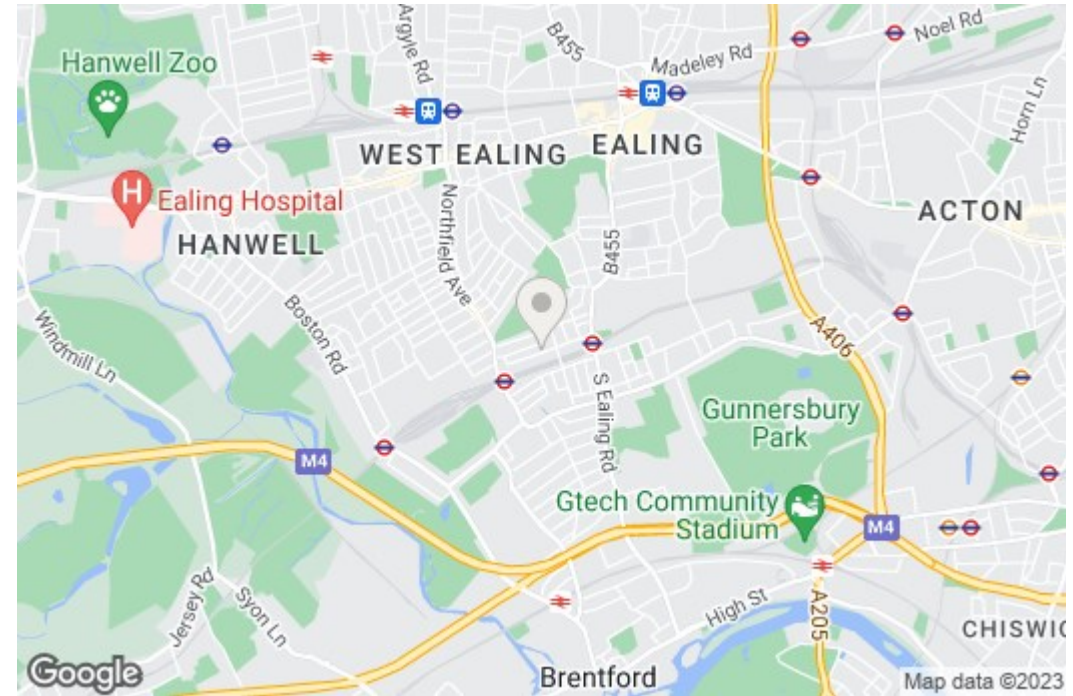 Argyle Rd
B455
Noel Rd
Hanwell Zoo
Madeley Rd
Horn Ln
WEST EALING
EALING
H
Ealing Hospital
ACTON
Northfield Ave
HANWELL
B455
Boston Rd
Windmill Ln
A406
S Ealing Rd
Gunnersbury
Park
M4
Gtech Community
Stadium
M4
Jersey Rd
Syon Ln
High St
A205
CHISWIC
Brentford
Google
Map data ©2023